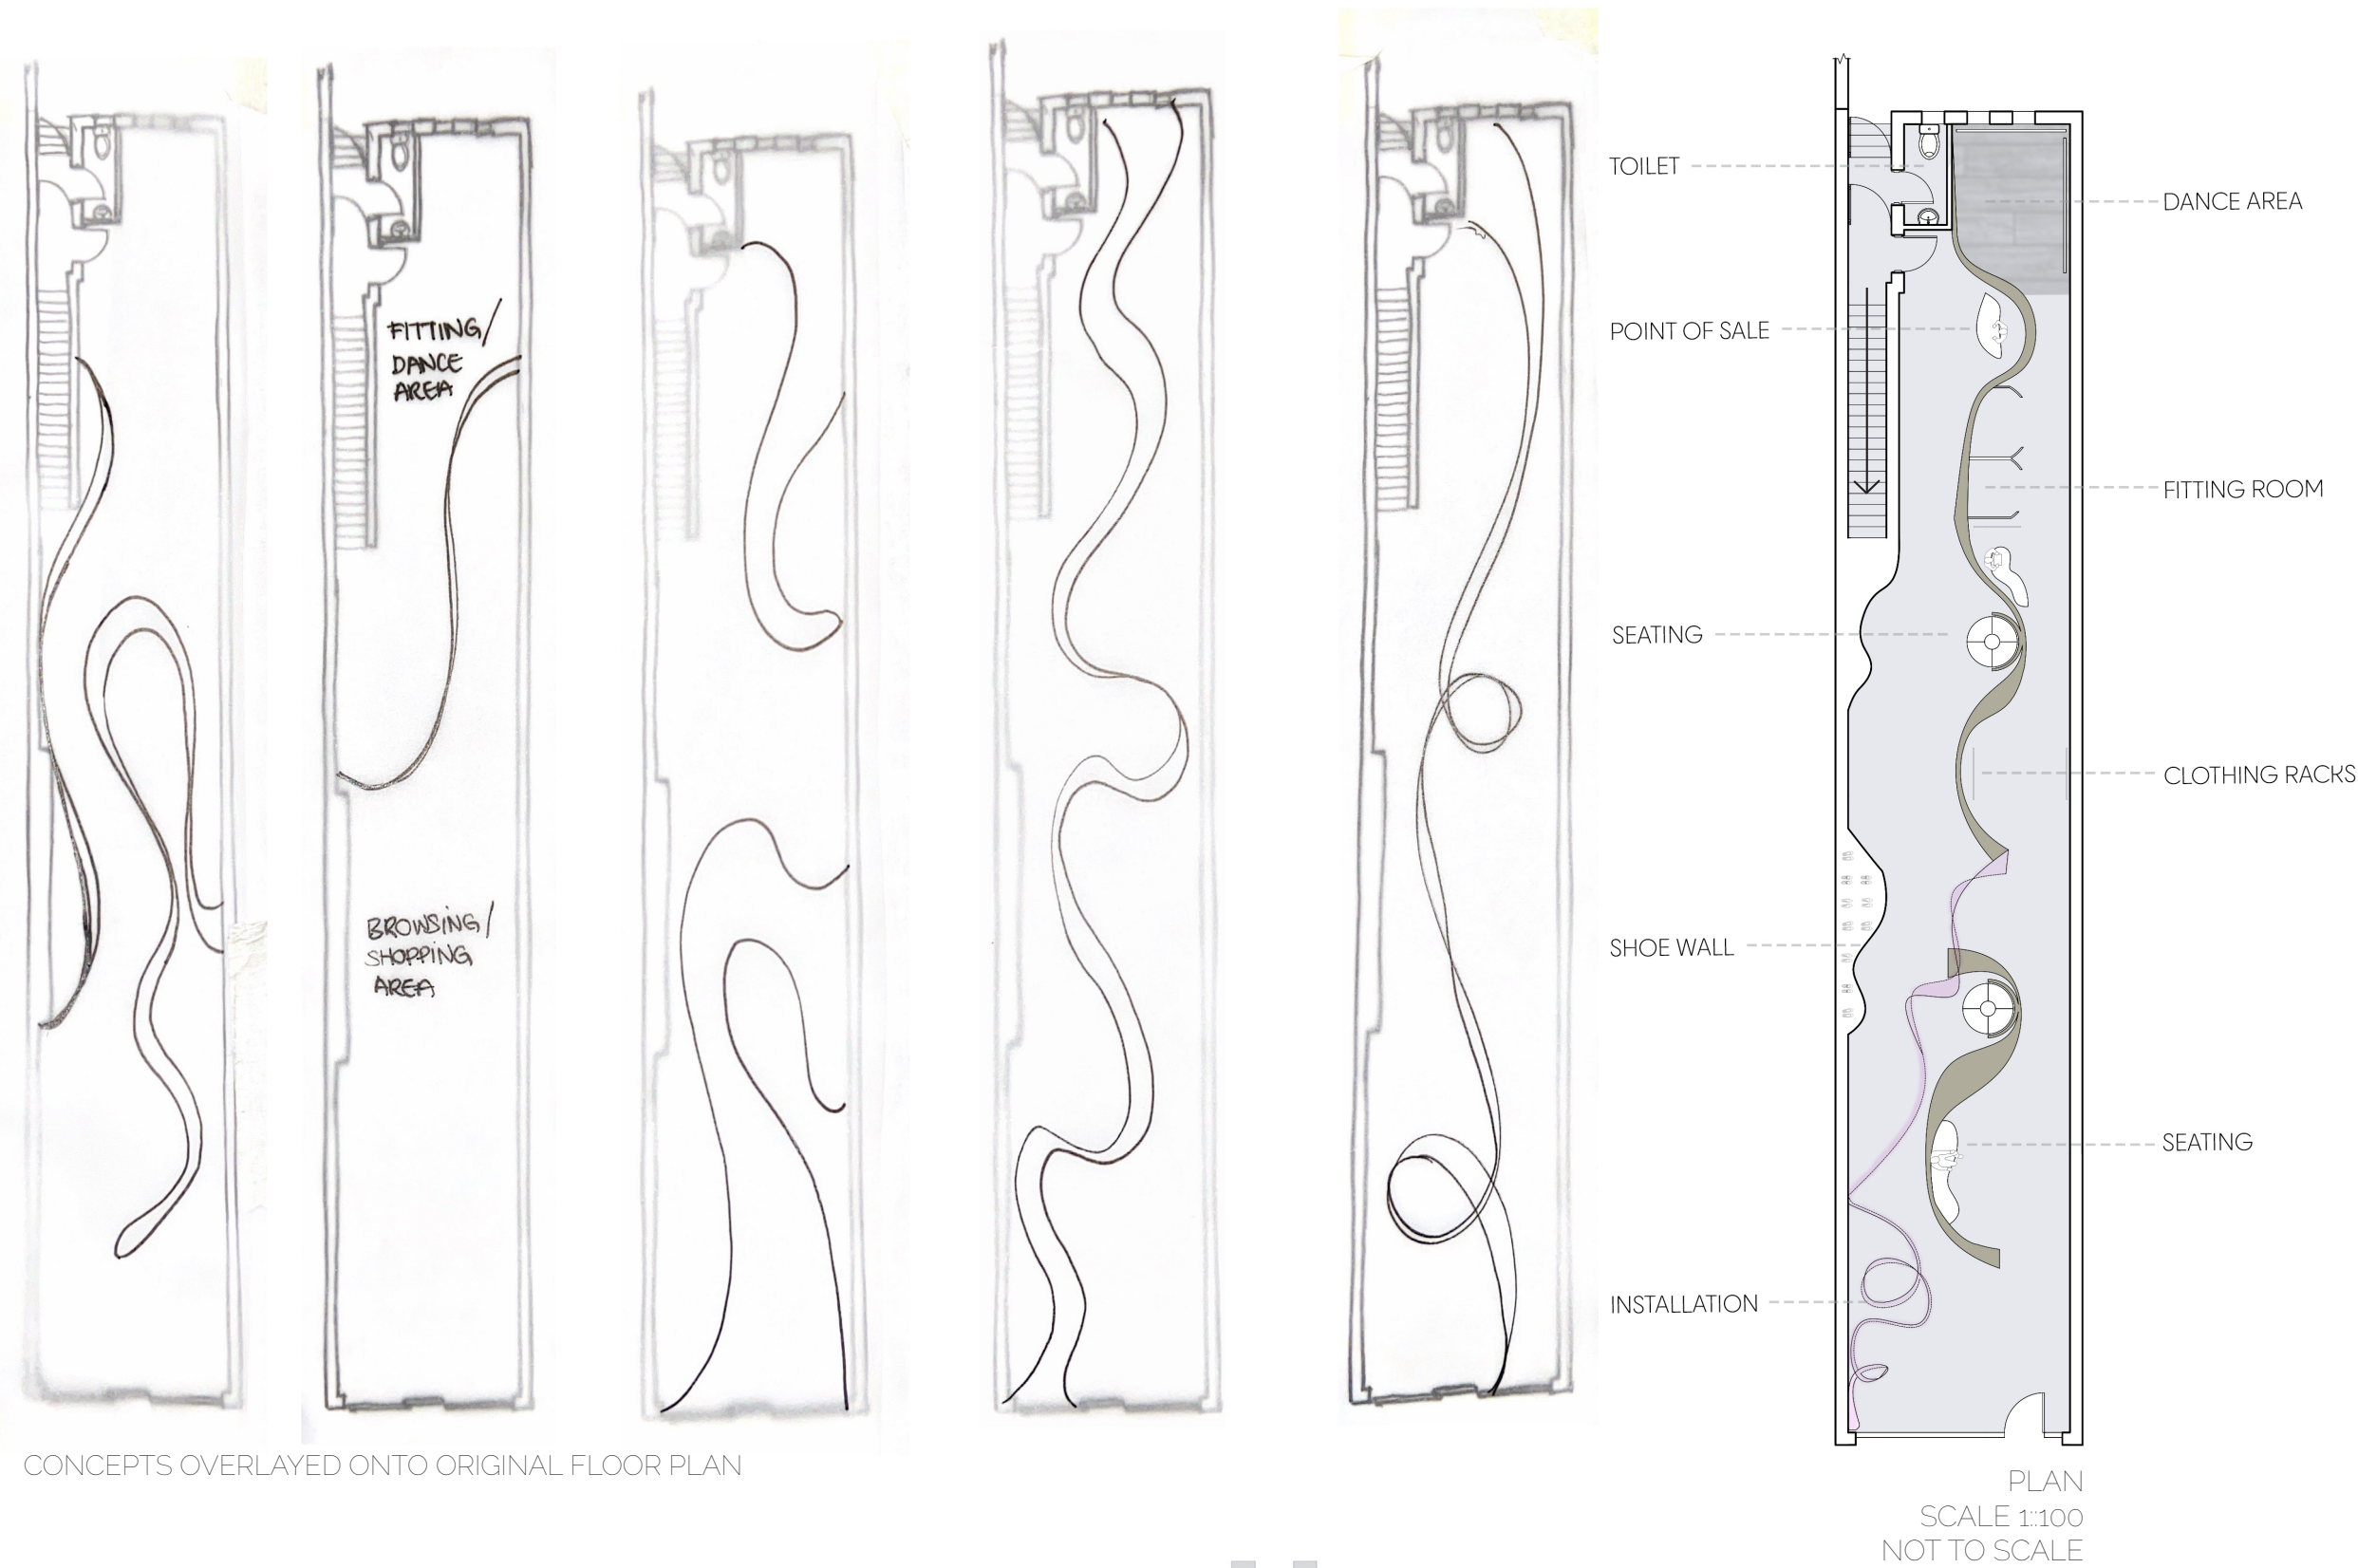 FITTING/
DANCE
AREA
BROWSING/
SHOPPING
AREA
TOILET
DANCE AREA
POINT OF SALE
FITTING ROOM
SEATING
CLOTHING RACKS
SHOE WALL
SEATING
INSTALLATION
CONCEPTS OVERLAYED ONTO ORIGINAL FLOOR PLAN
PLAN
SCALE 1::100
NOT TO SCALE